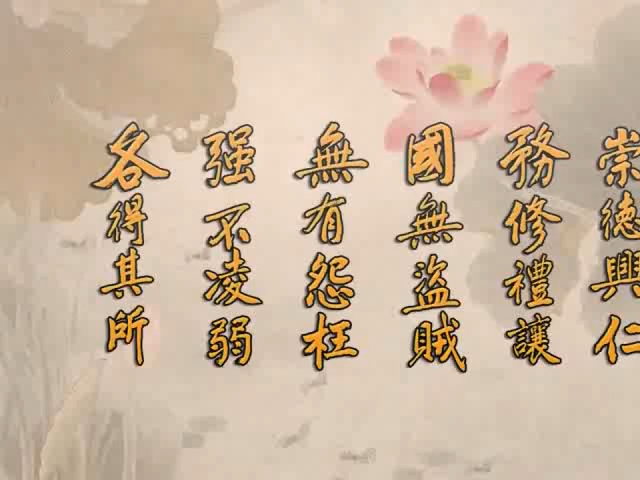 崇德興仁
務修禮讓
國無盜賊
無有怨枉
强不凌弱
各得其所